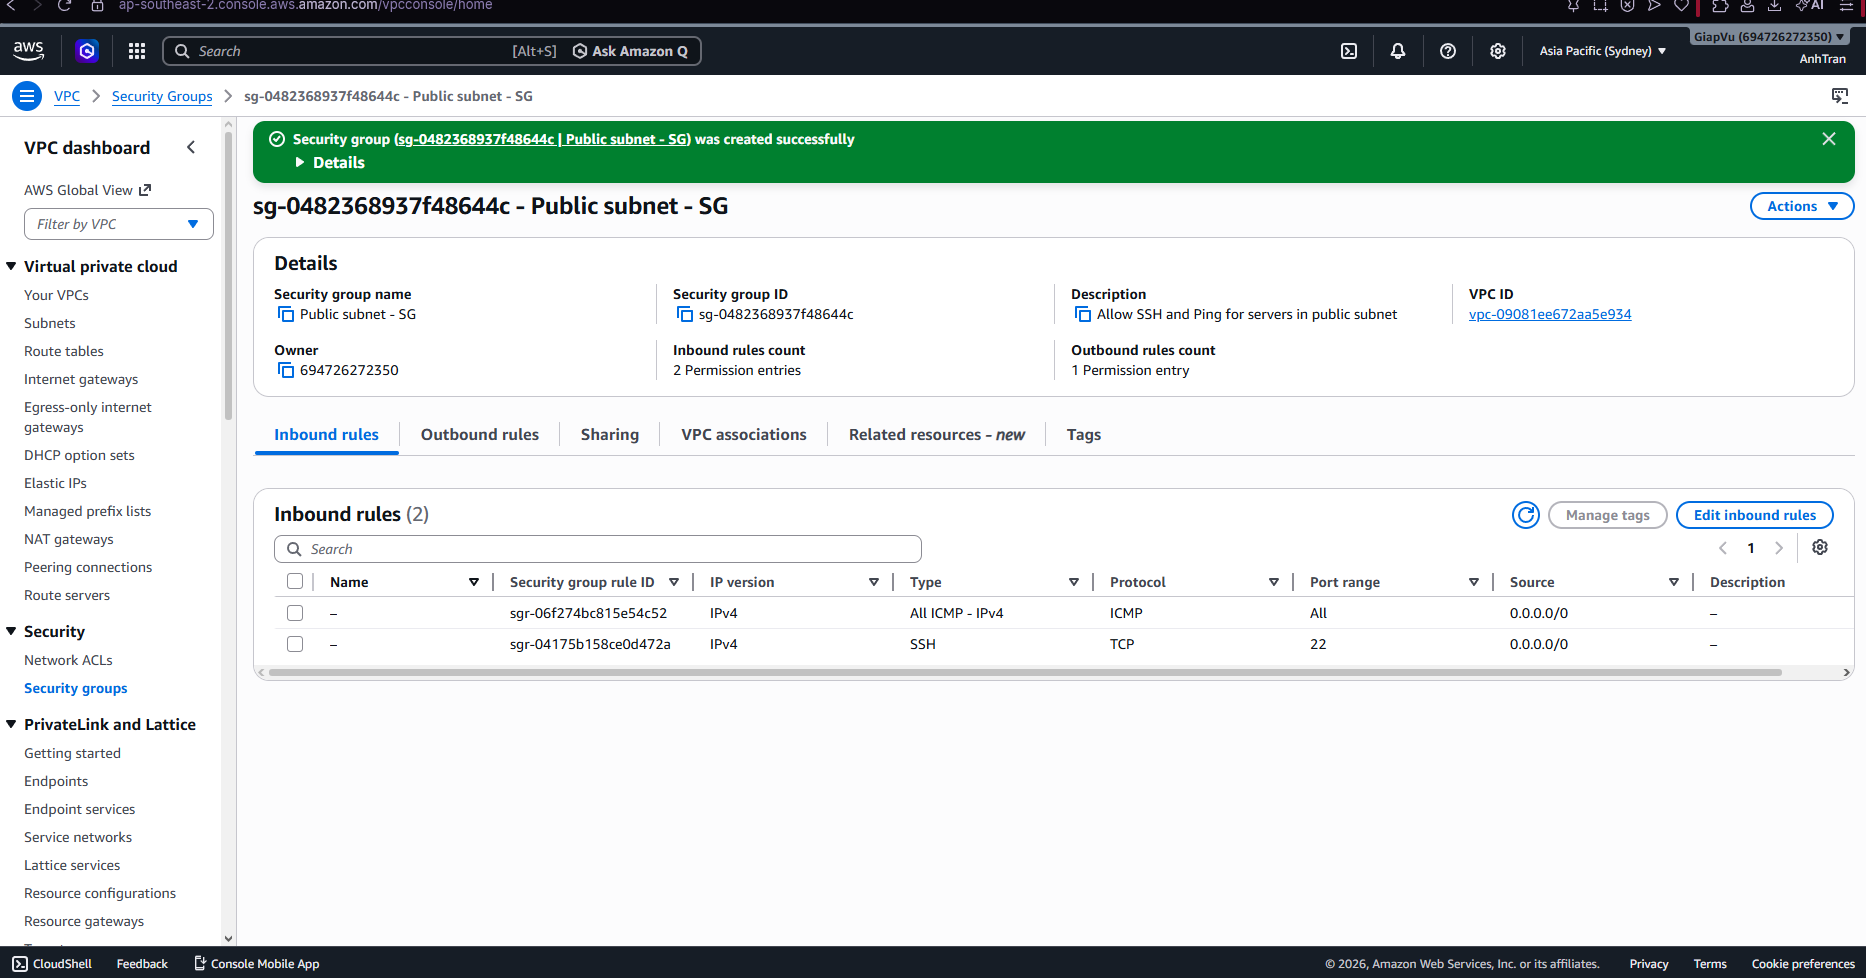 ap-southeast-2.console.aws.amazon.com/vpcconsole/home
AI
aws
Search [Alt+S] Ask Amazon Q
Asia Pacific (Sydney)
GiapVu (694726272350)
AnhTran
VPC > Security Groups > sg-0482368937f48644c - Public subnet - SG
VPC dashboard
AWS Global View
Filter by VPC
Virtual private cloud
Your VPCs
Subnets
Route tables
Internet gateways
Egress-only internet
gateways
DHCP option sets
Elastic IPs
Managed prefix lists
NAT gateways
Peering connections
Route servers
Security
Network ACLs
Security groups
PrivateLink and Lattice
Getting started
Endpoints
Endpoint services
Service networks
Lattice services
Resource configurations
Resource gateways
Security group (sg-0482368937f48644c | Public subnet - SG) was created successfully
Details
sg-0482368937f48644c - Public subnet - SG
Actions
Details
Security group name
Public subnet - SG
Security group ID
sg-0482368937f48644c
Description
Allow SSH and Ping for servers in public subnet
VPC ID
vpc-09081ee672aa5e934
Owner
694726272350
Inbound rules count
2 Permission entries
Outbound rules count
1 Permission entry
Inbound rules Outbound rules Sharing VPC associations Related resources - new Tags
Inbound rules (2)
Manage tags Edit inbound rules
Search
1
Name Security group rule ID IP version Type Protocol Port range Source Description
– sgr-06f274bc815e54c52 IPv4 All ICMP - IPv4 ICMP All 0.0.0.0/0 –
– sgr-04175b158ce0d472a IPv4 SSH TCP 22 0.0.0.0/0 –
CloudShell Feedback Console Mobile App © 2026, Amazon Web Services, Inc. or its affiliates. Privacy Terms Cookie preferences